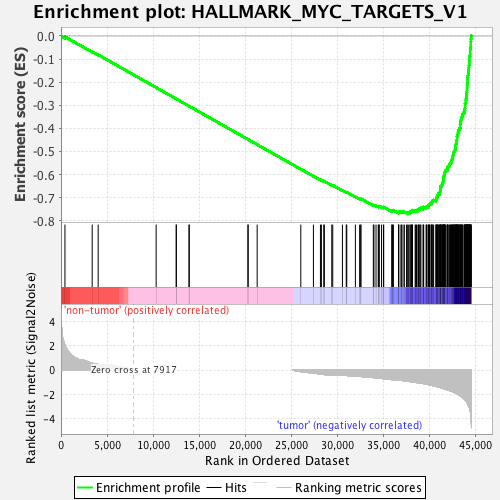 Enrichment plot: HALLMARK_MYC_TARGETS_V1
Enrichment score (ES)
0.0
-0.1
-0.2
-0.3
-0.4
-0.5
-0.6
-0.7
-0.8
'non-tumor' (positively correlated)
Ranked list metric (Signal2Noise)
4
2
0
-2
-4
Zero cross at 7917
'tumor' (negatively correlated)
0 5,000 10,000 15,000 20,000 25,000 30,000 35,000 40,000 45,000
Rank in Ordered Dataset
Enrichment profile Hits Ranking metric scores